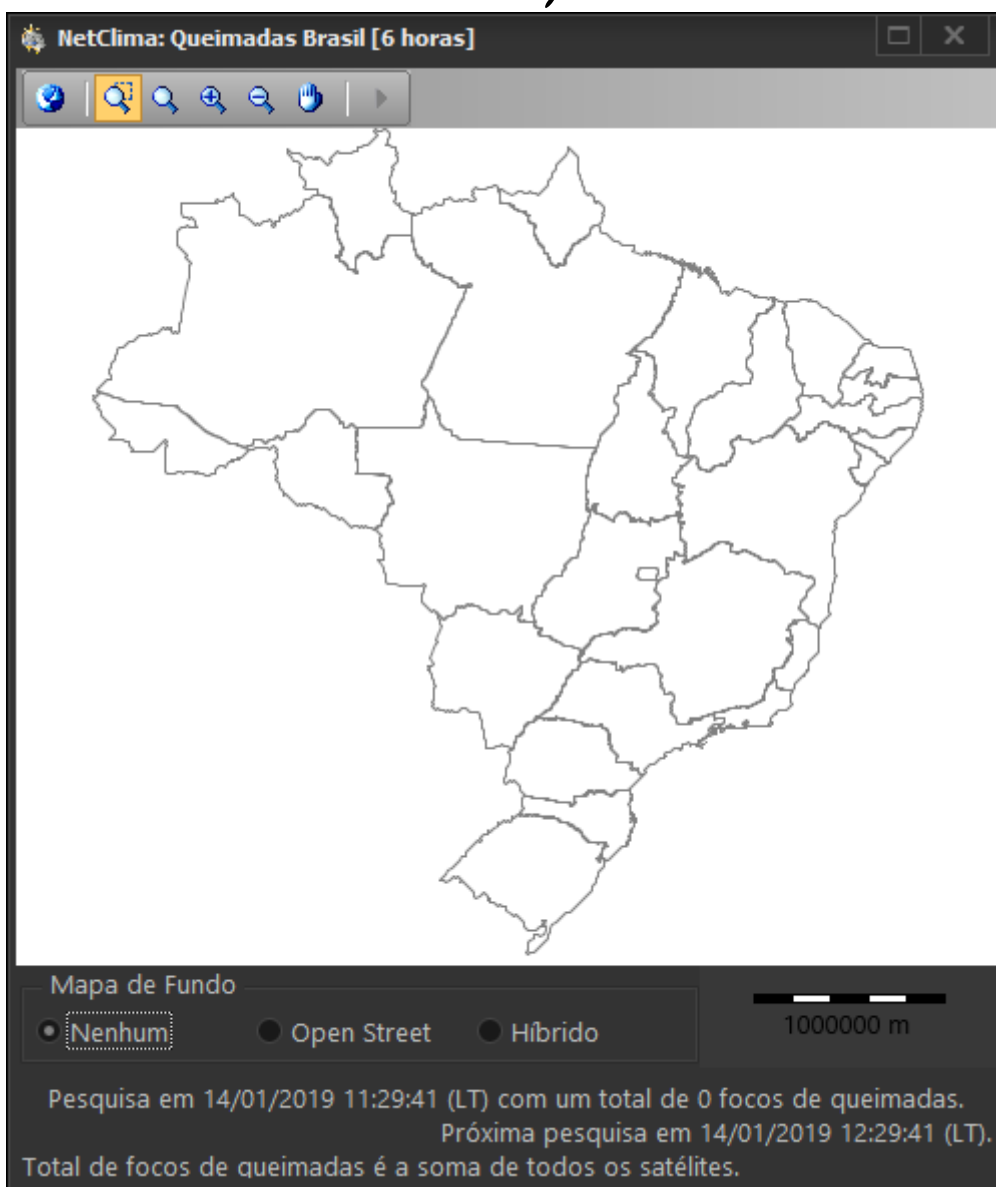 NetClima: Queimadas Brasil [6 horas]
Mapa de Fundo
Nenhum
Open Street
Híbrido
1000000 m
Pesquisa em 14/01/2019 11:29:41 (LT) com um total de 0 focos de queimadas.
Próxima pesquisa em 14/01/2019 12:29:41 (LT).
Total de focos de queimadas é a soma de todos os satélites.